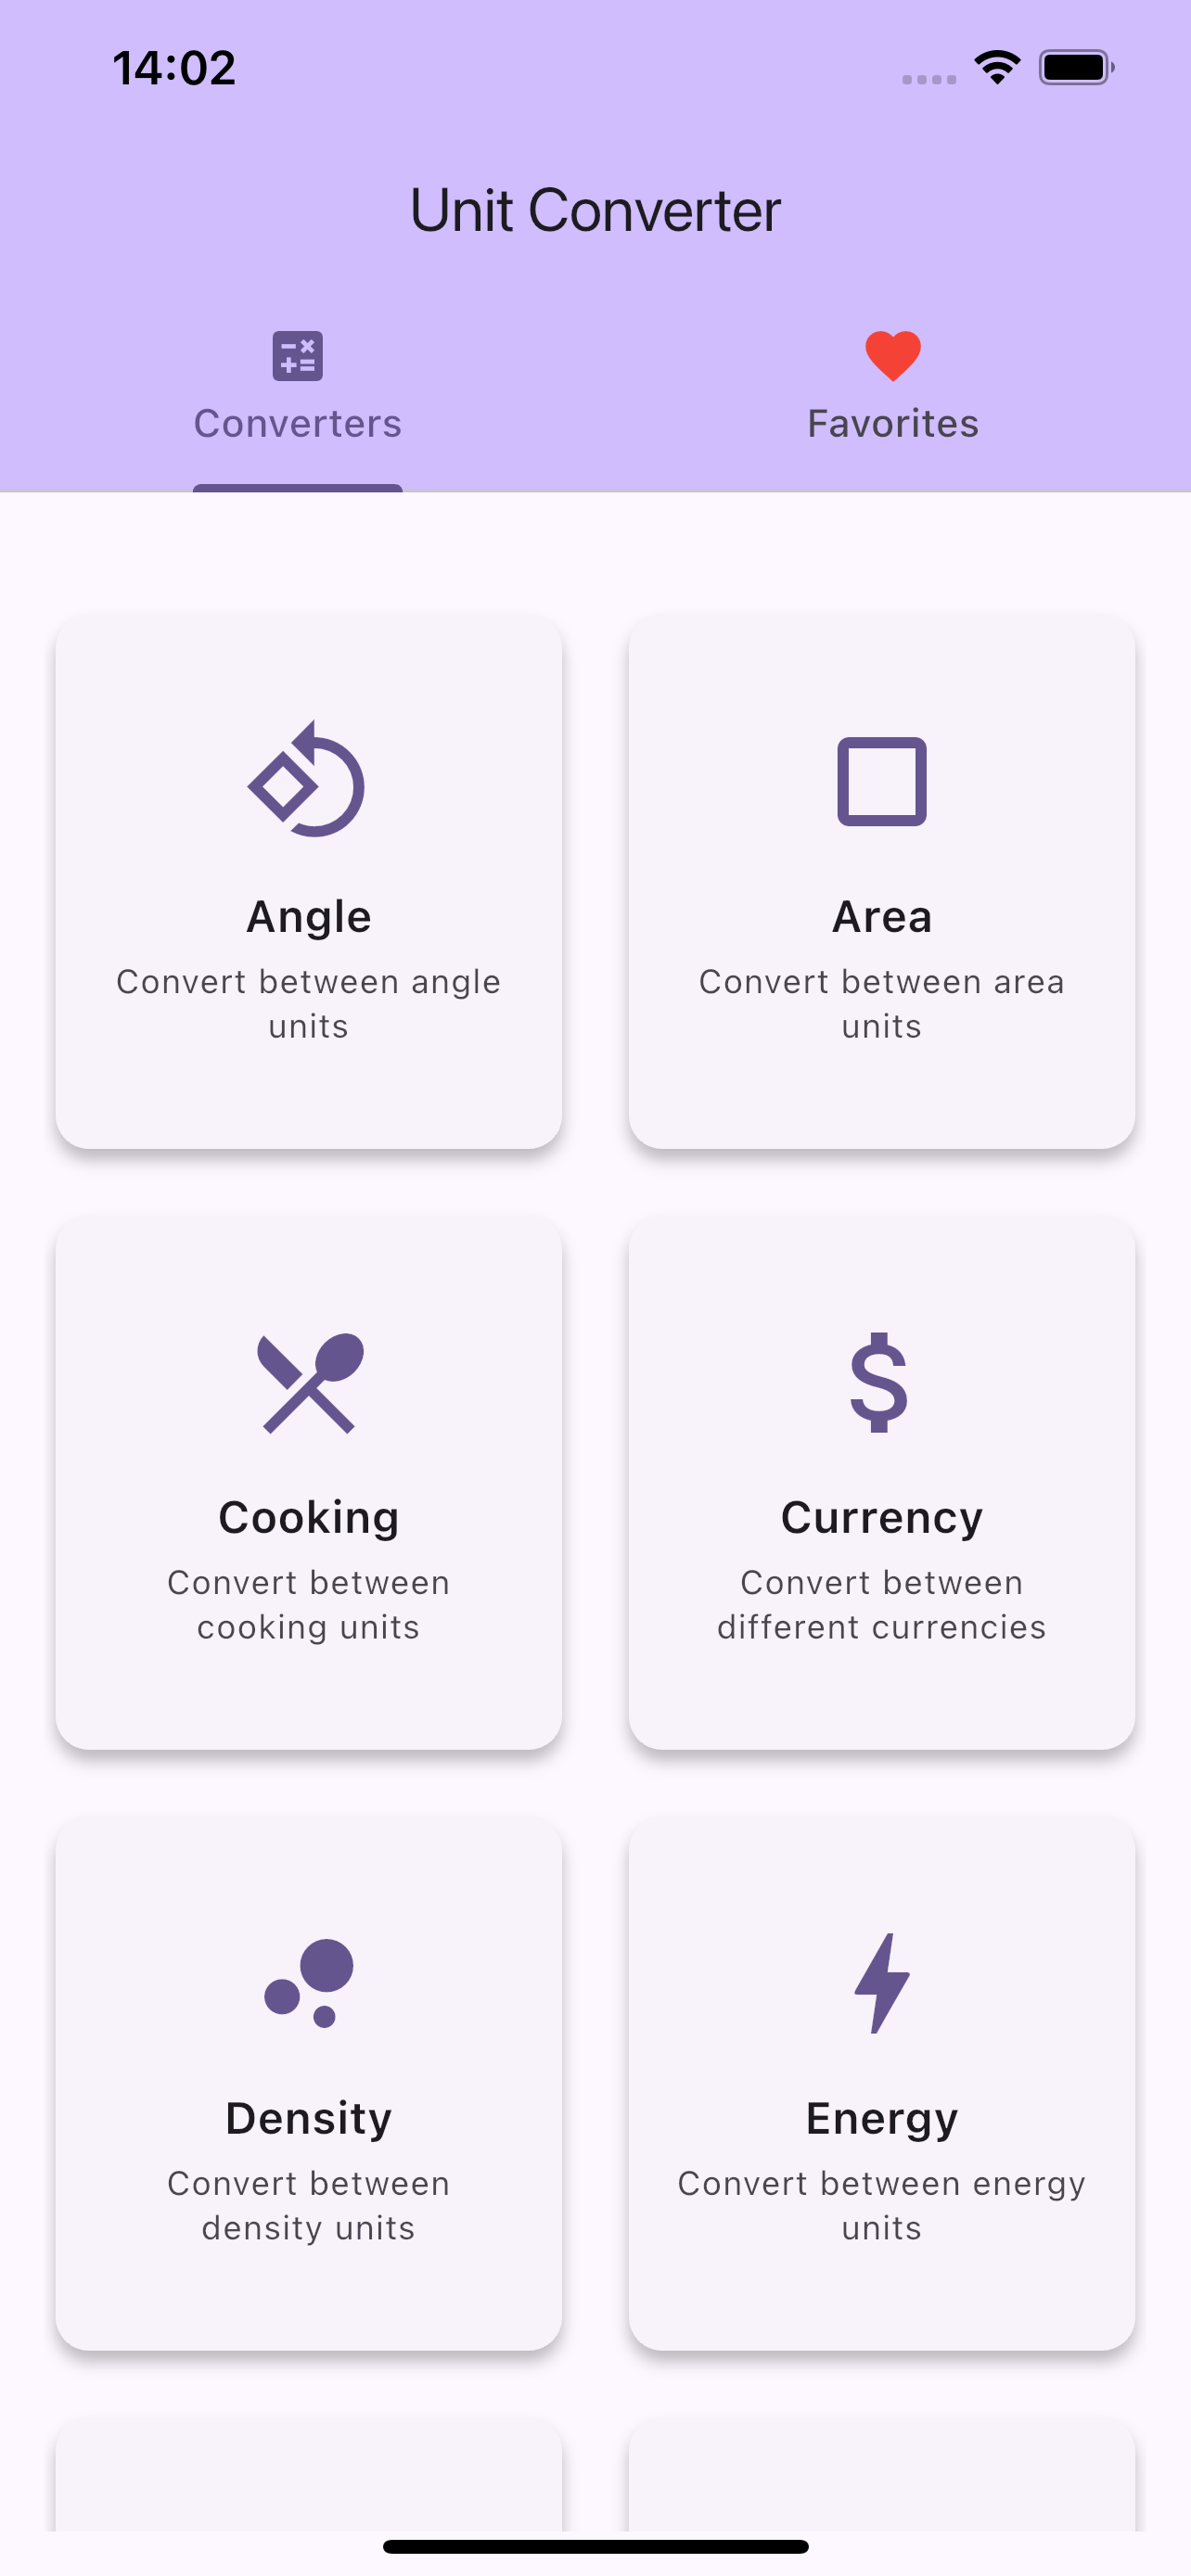 14:02
Unit Converter
Converters
Favorites
Angle
Convert between angle
units
Area
Convert between area
units
Cooking
Convert between
cooking units
Currency
Convert between
different currencies
Density
Convert between
density units
Energy
Convert between energy
units